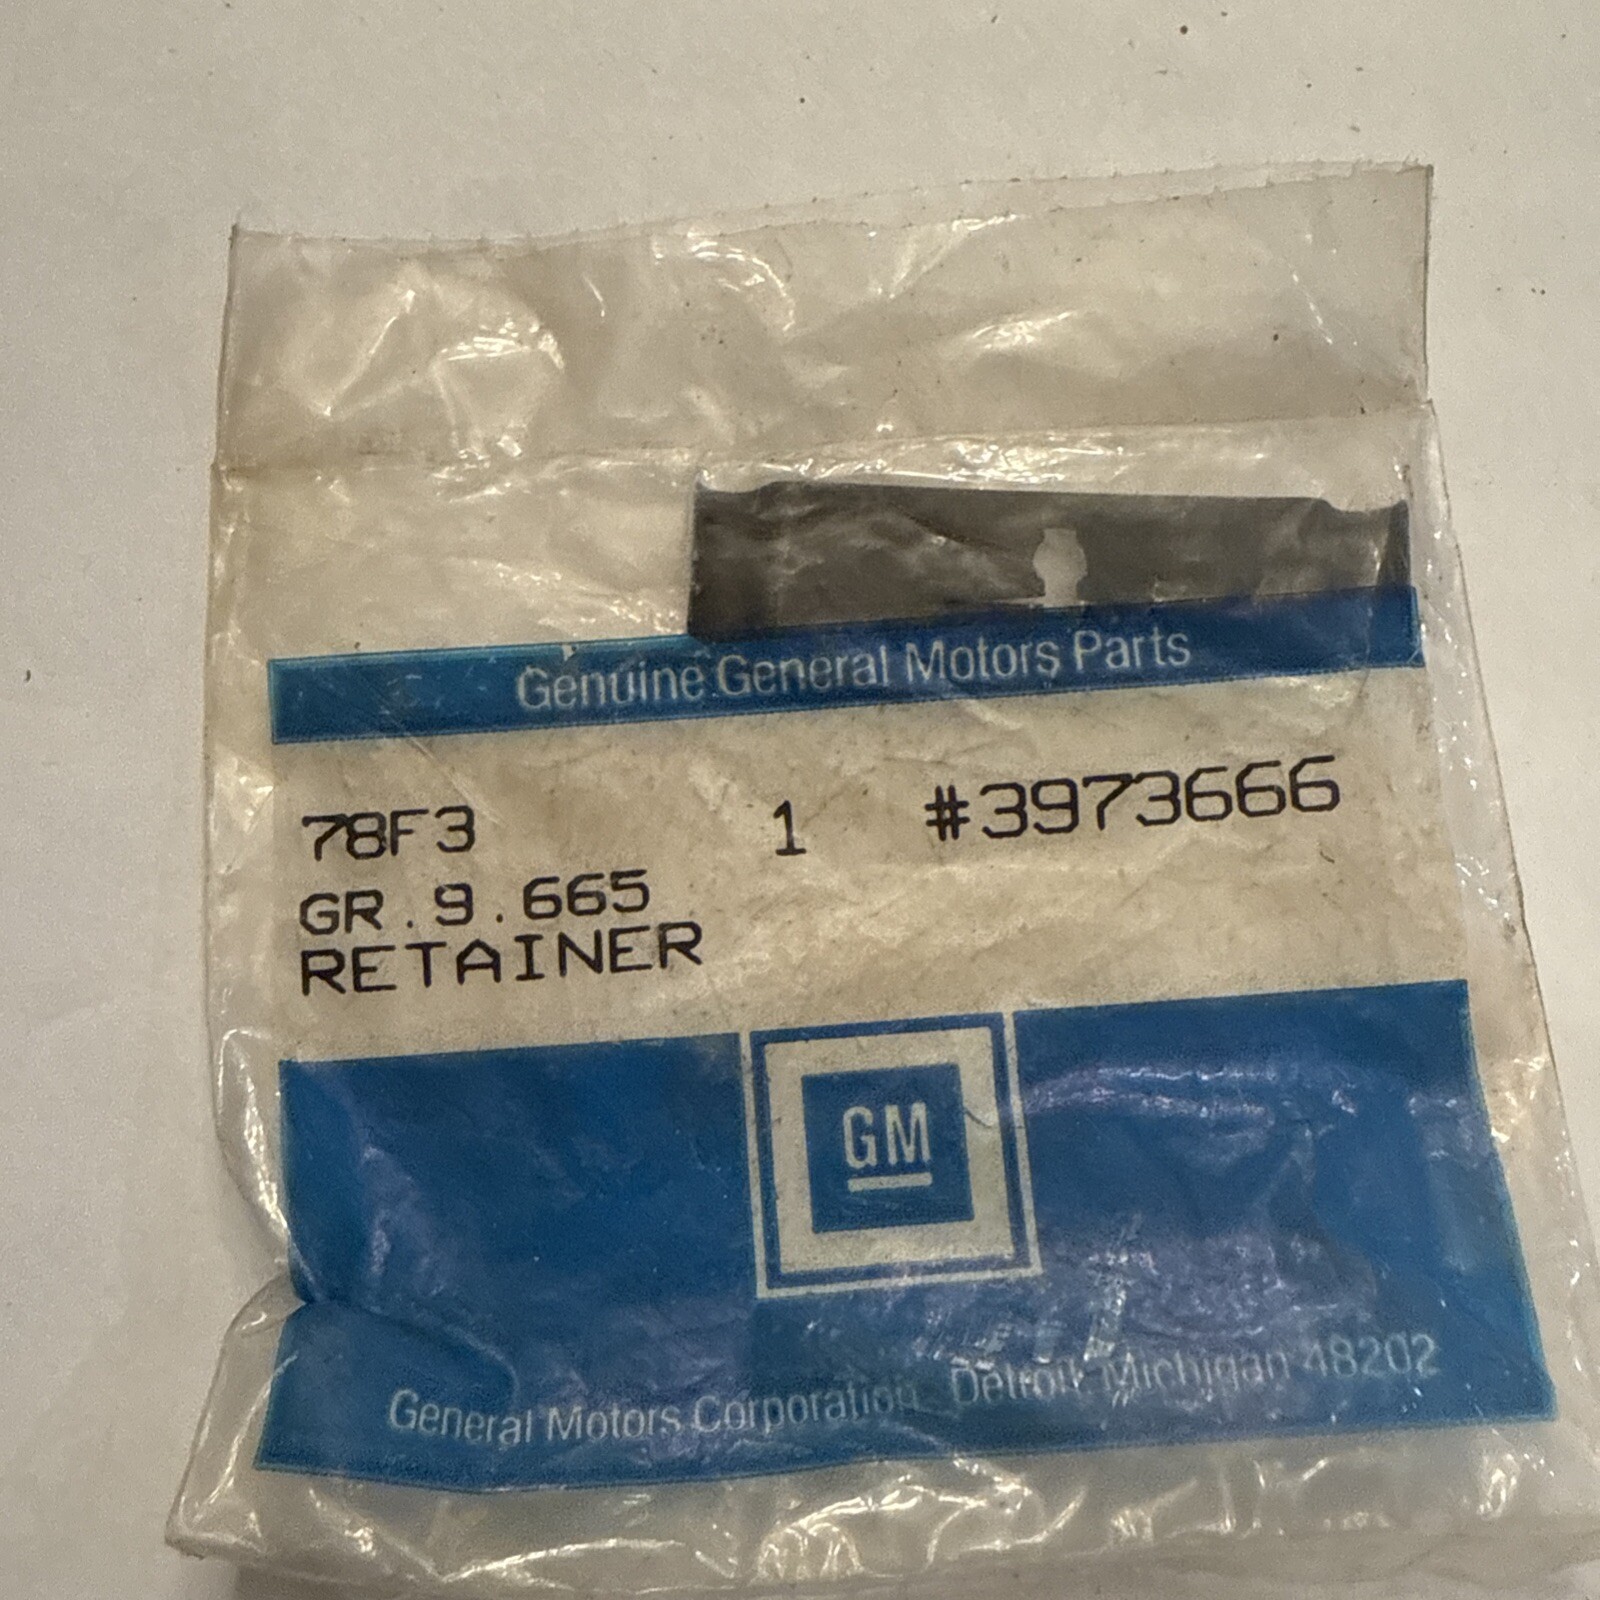 Genuine General Motors Parts
78F3 1 #3973666
GR.9.665
RETAINER
GM
General Motors Corporation Detroit, Michigan 48202